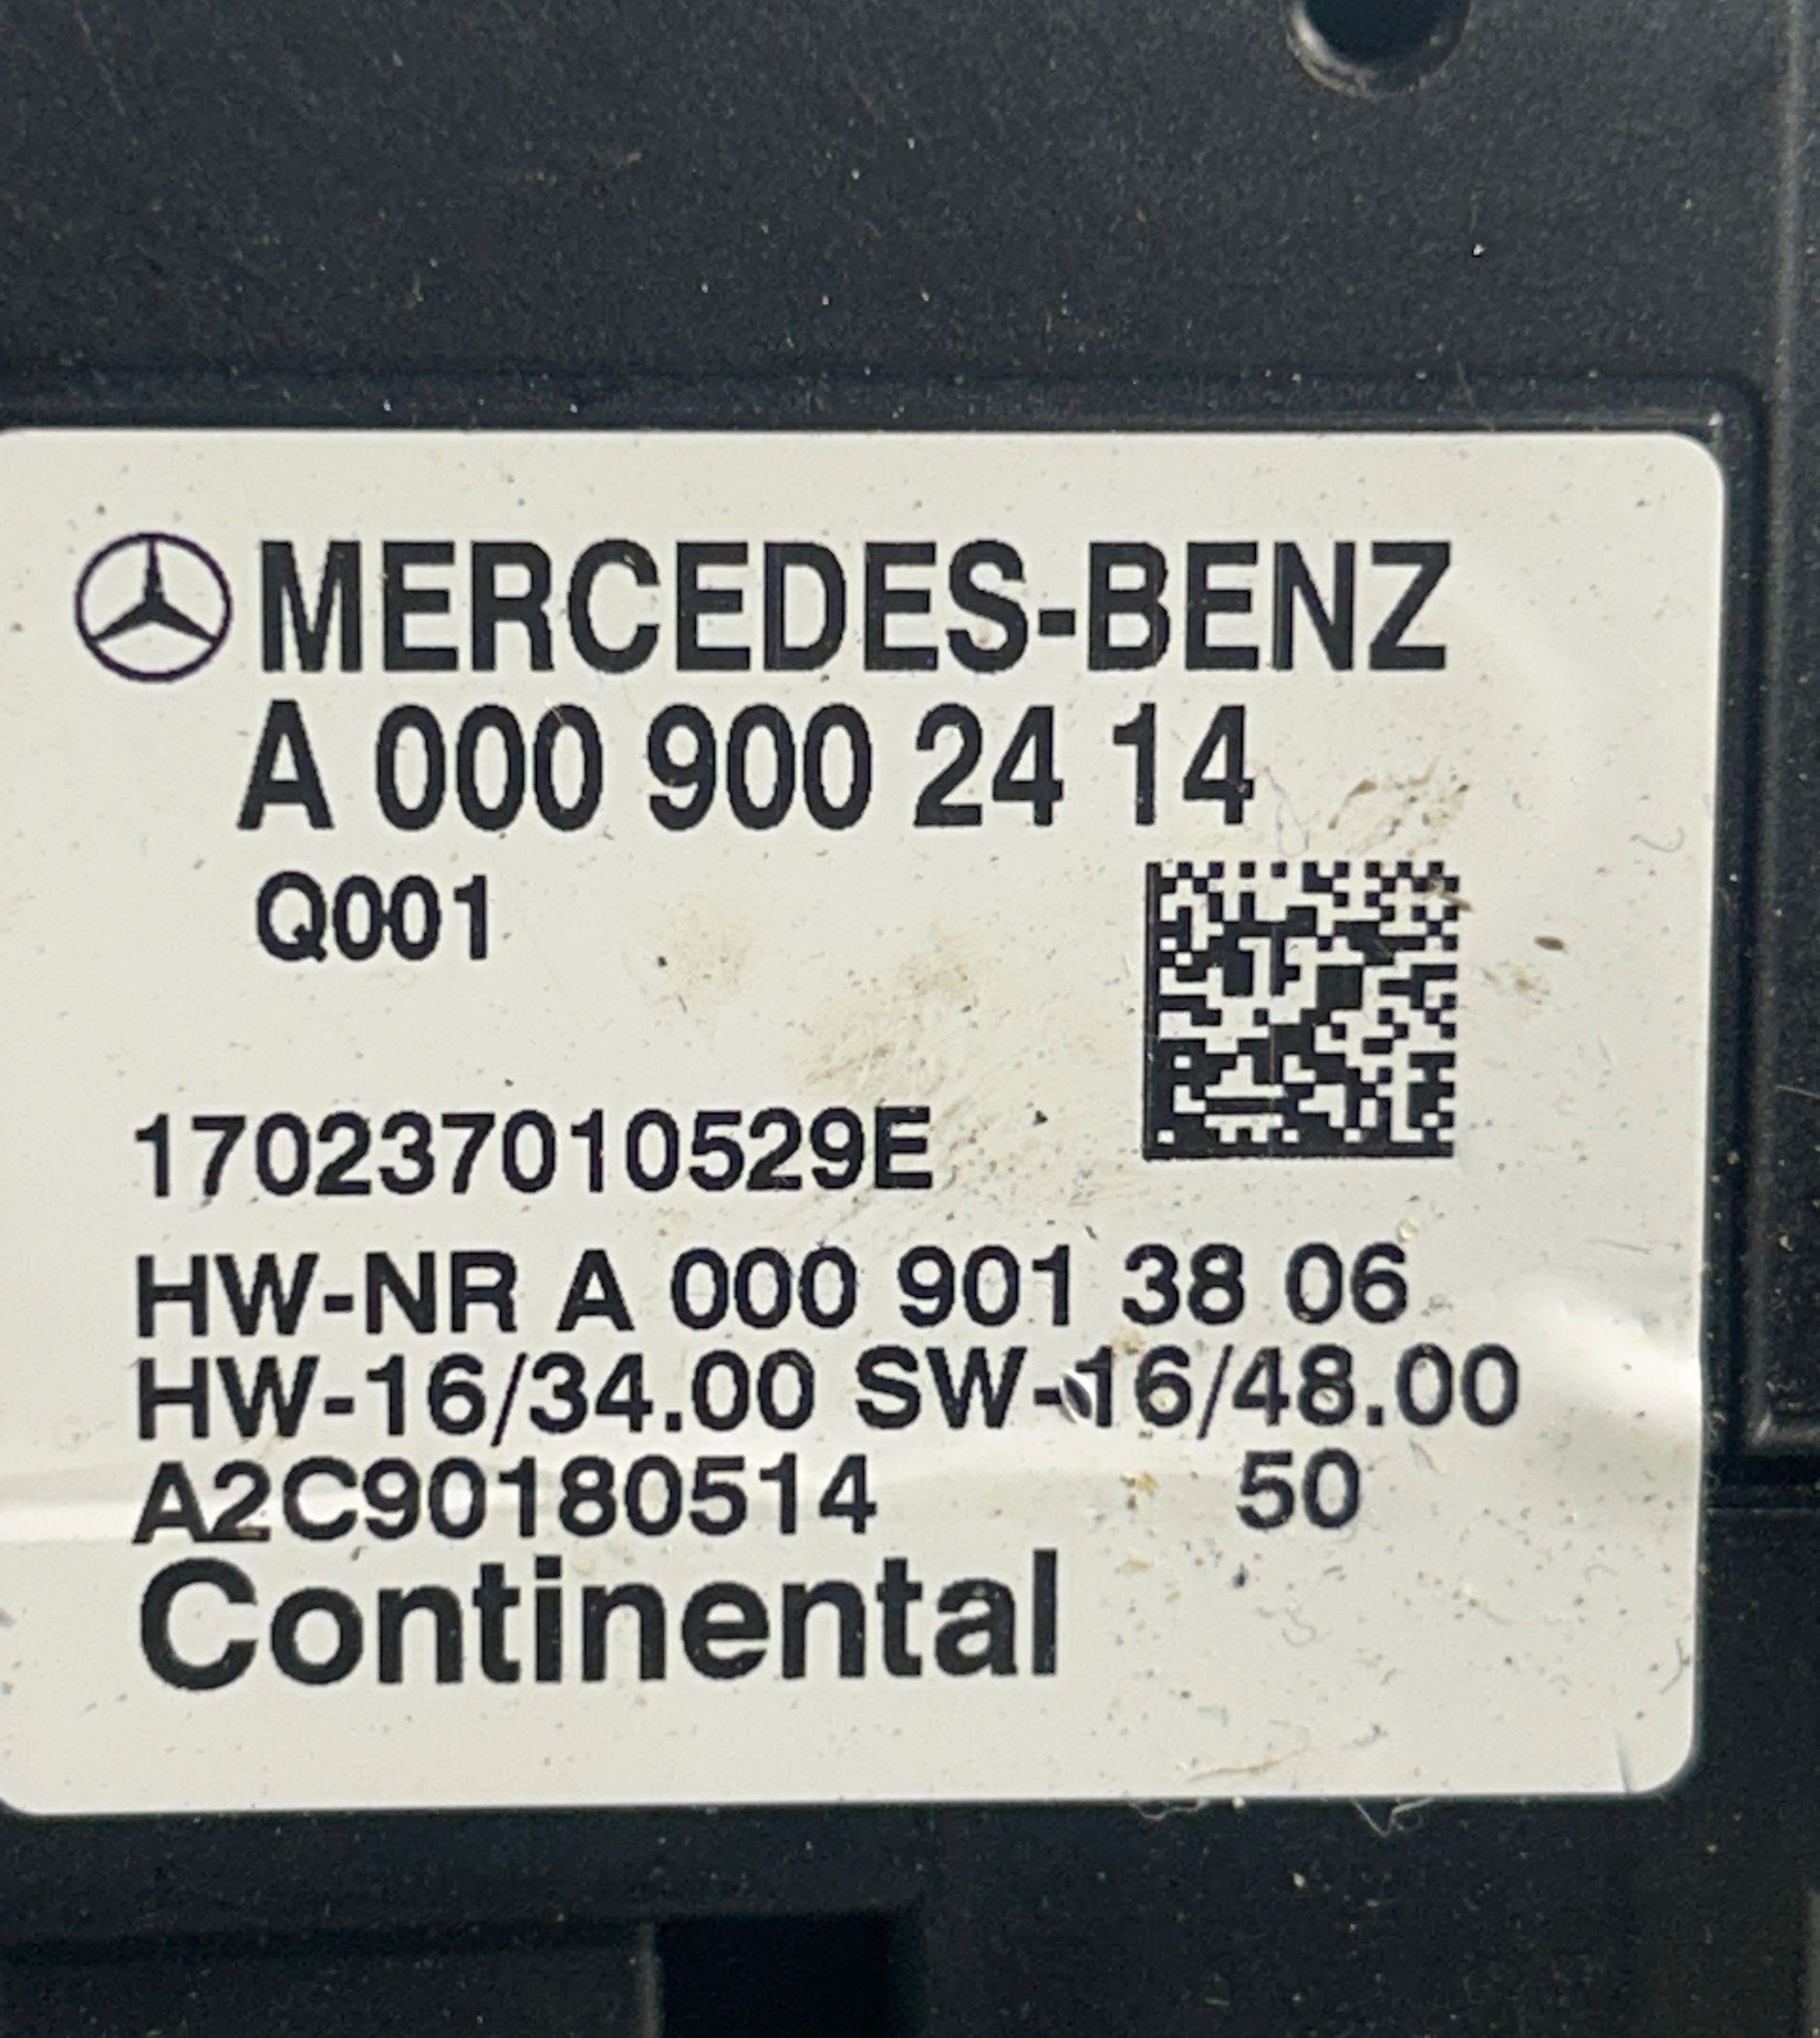 MERCEDES-BENZ
A 000 900 24 14
Q001
170237010529E
HW-NR A 000 901 38 06
HW-16/34.00 SW-16/48.00
A2C90180514 50
Continental